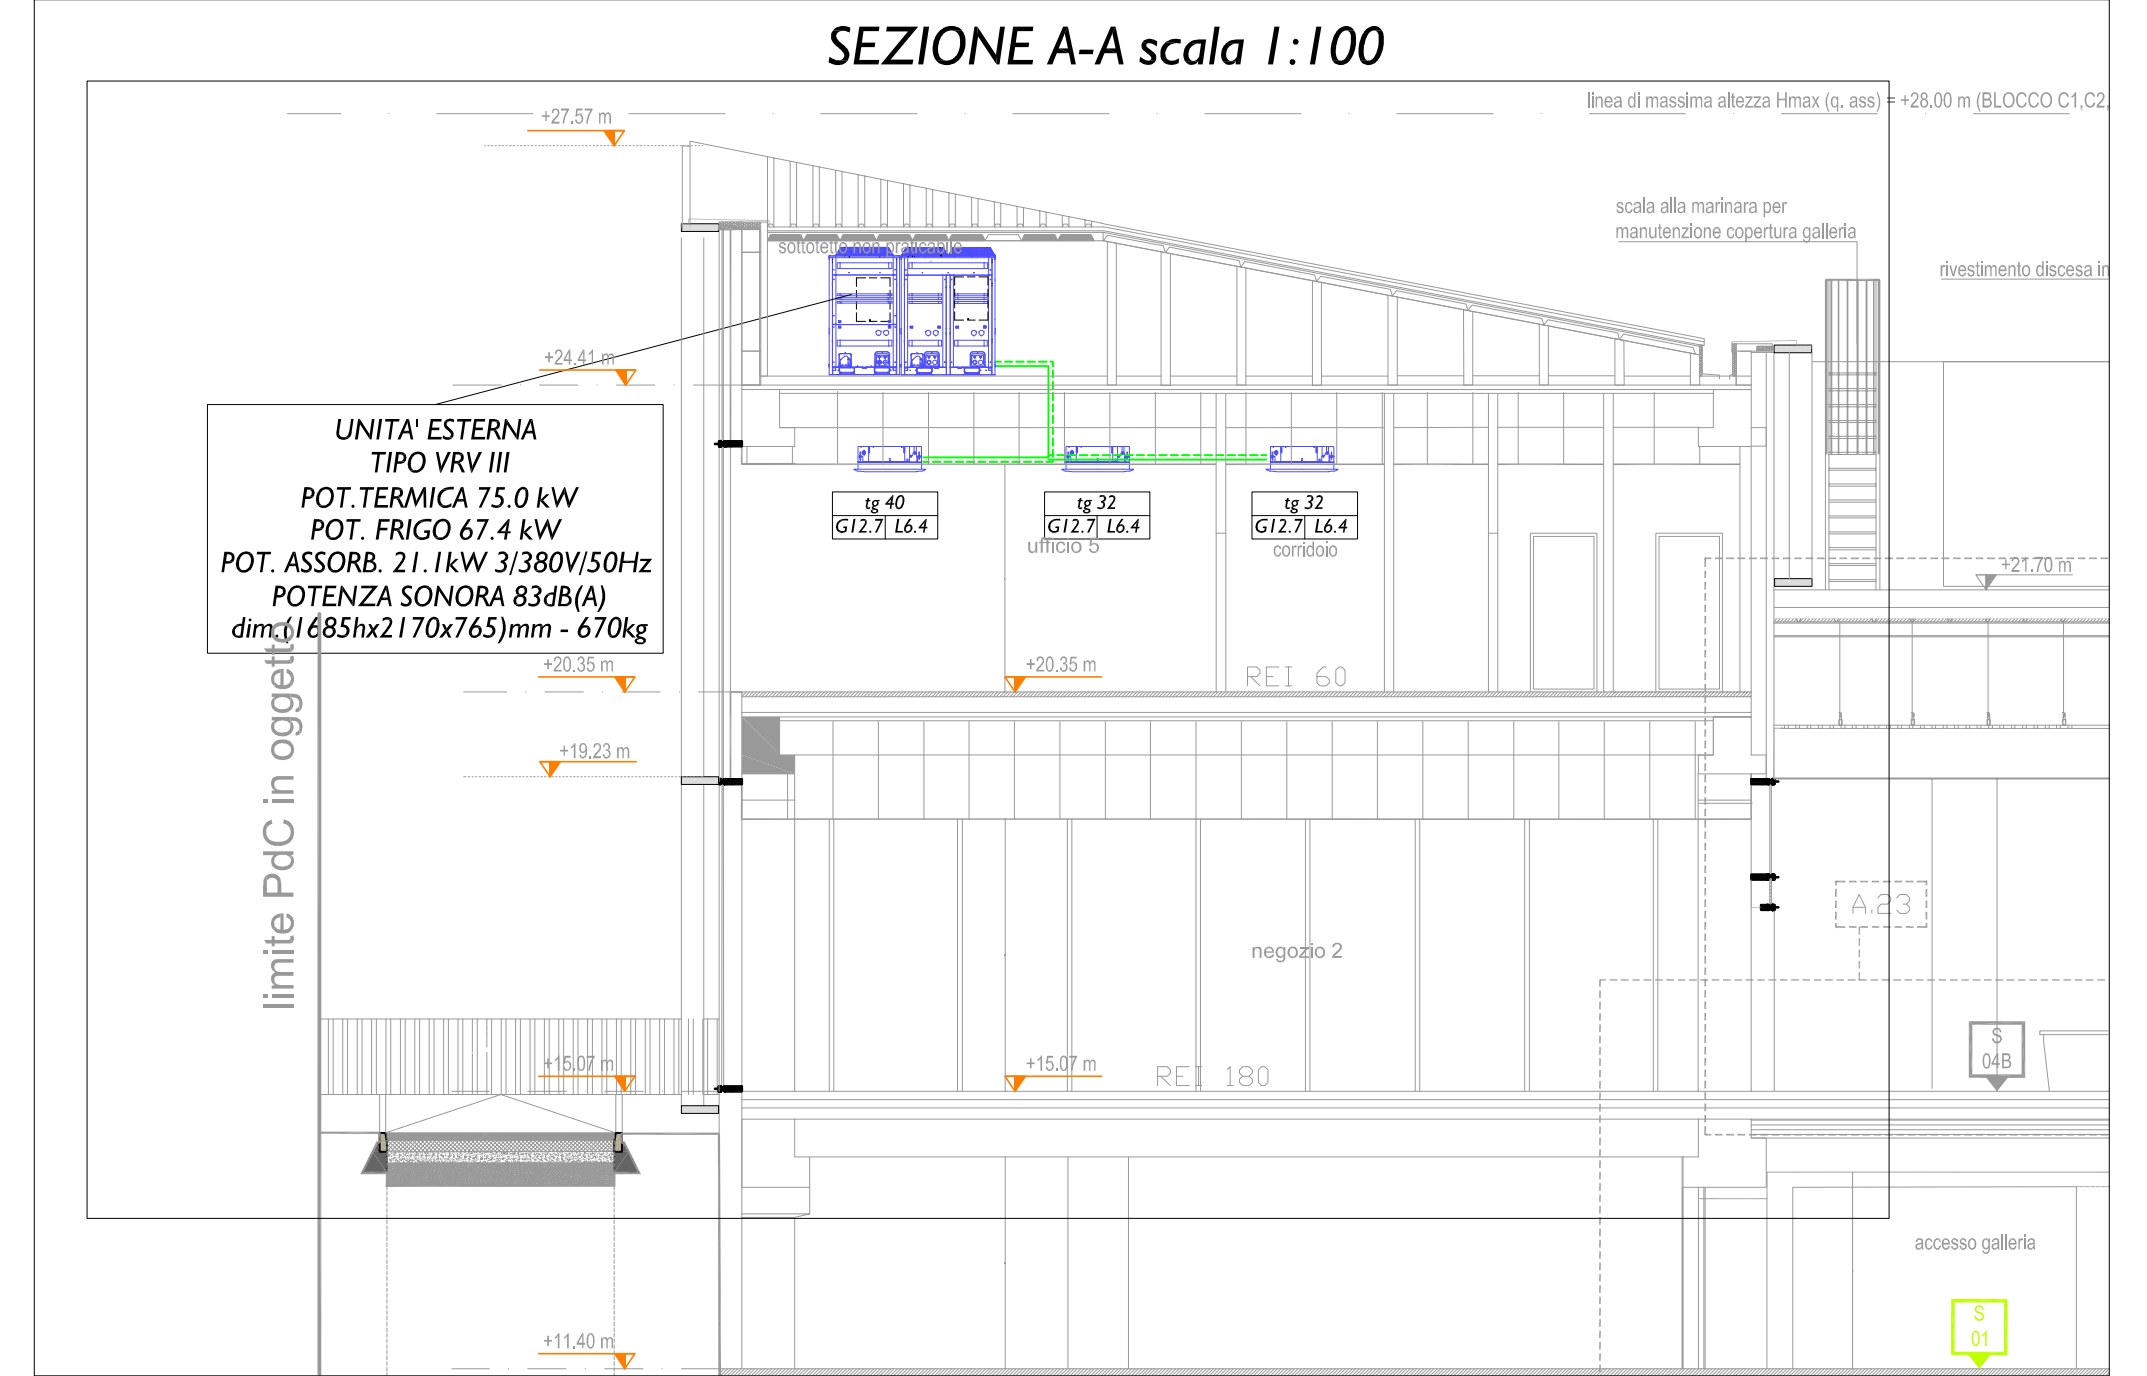 SEZIONE A-A scala 1:100
linea di massima altezza Hmax (q. ass) = +28.00 m (BLOCCO C1,C2,
+27.57 m
scala alla marinara per
manutenzione copertura galleria
sottotetto non praticabile
rivestimento discesa in
+24.41 m
UNITA' ESTERNA
TIPO VRV III
POT.TERMICA 75.0 kW
POT. FRIGO 67.4 kW
POT. ASSORB. 21.1kW 3/380V/50Hz
POTENZA SONORA 83dB(A)
dim.(1685hx2170x765)mm - 670kg
tg 40
G12.7 L6.4
tg 32
G12.7 L6.4
tg 32
G12.7 L6.4
ufficio 5
corridoio
+21.70 m
+20.35 m
+20.35 m
REI 60
limite PdC in oggetto
+19.23 m
A.23
negozio 2
S
04B
+15.07 m
+15.07 m
REI 180
accesso galleria
S
01
+11.40 m